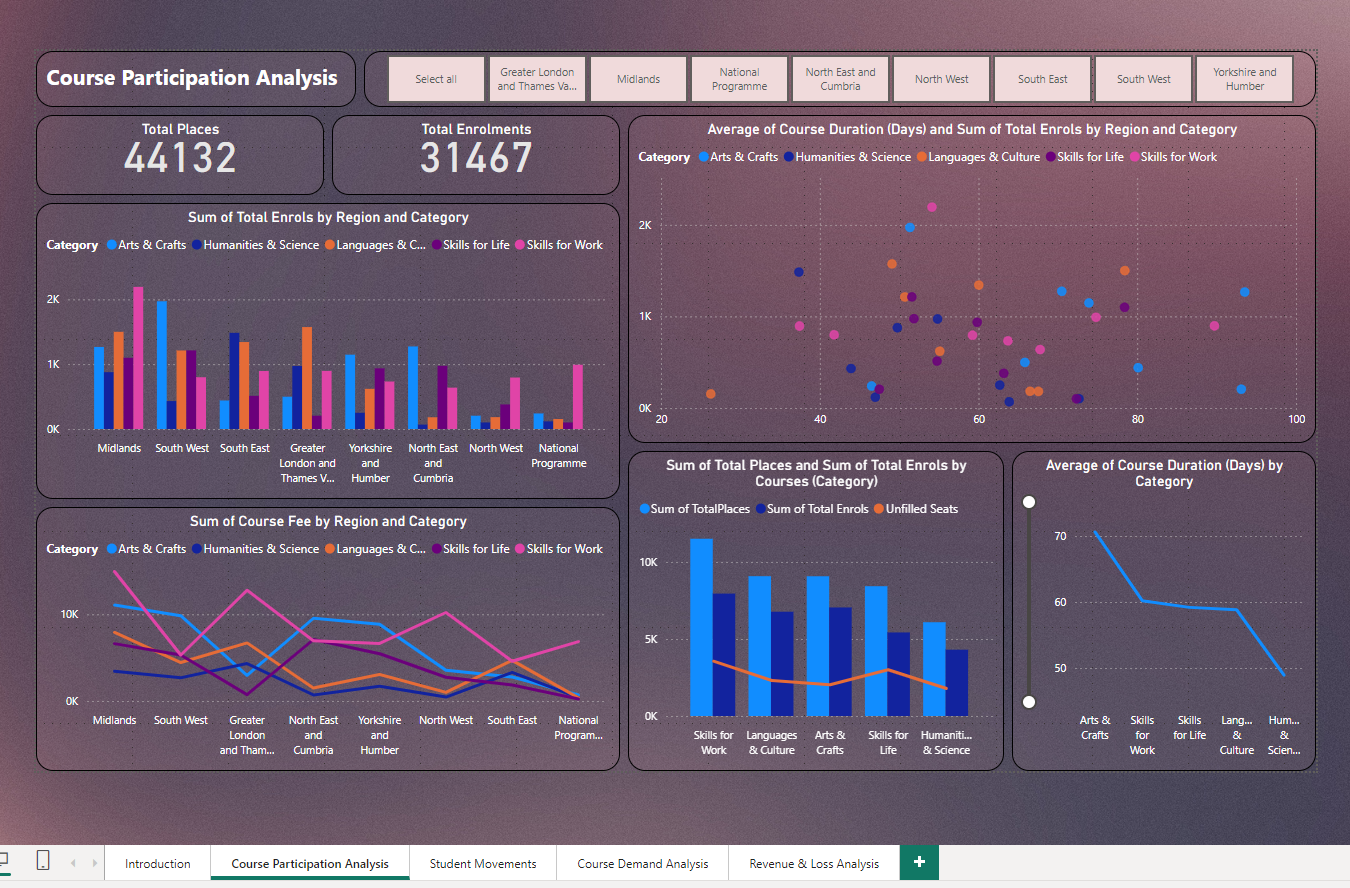 Course Participation Analysis
Select all
Greater London
and Thames Va...
Midlands
National
Programme
North East and
Cumbria
North West
South East
South West
Yorkshire and
Humber
Total Places
44132
Total Enrolments
31467
Sum of Total Enrols by Region and Category
Category Arts & Crafts Humanities & Science Languages & C... Skills for Life Skills for Work
2K
1K
0K
Midlands
South West
South East
Greater
London and
Thames V...
Yorkshire
and
Humber
North East
and
Cumbria
North West
National
Programme
Sum of Course Fee by Region and Category
Category Arts & Crafts Humanities & Science Languages & C... Skills for Life Skills for Work
10K
0K
Midlands
South West
Greater
London
and Tham...
North East
and
Cumbria
Yorkshire
and
Humber
North West
South East
National
Program...
Average of Course Duration (Days) and Sum of Total Enrols by Region and Category
Category Arts & Crafts Humanities & Science Languages & Culture Skills for Life Skills for Work
2K
1K
0K
20 40 60 80 100
Sum of Total Places and Sum of Total Enrols by
Courses (Category)
Sum of TotalPlaces Sum of Total Enrols Unfilled Seats
10K
5K
0K
Skills for
Work
Languages
& Culture
Arts &
Crafts
Skills for
Life
Humaniti...
& Science
Average of Course Duration (Days) by
Category
70
60
50
Arts &
Crafts
Skills
for
Work
Skills
for Life
Lang...
&
Culture
Hum...
&
Scien...
Introduction
Course Participation Analysis
Student Movements
Course Demand Analysis
Revenue & Loss Analysis
+